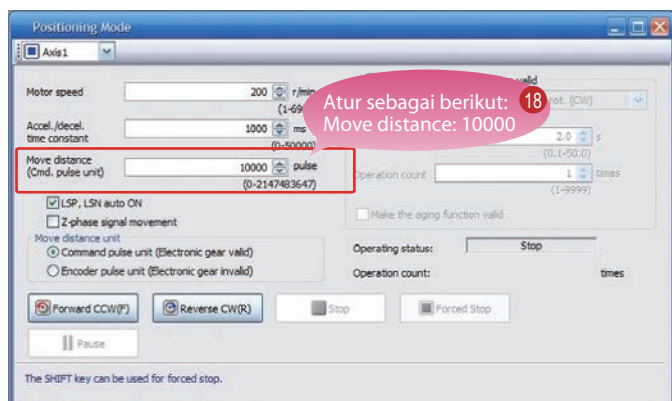 Positioning Mode
Axis1
Motor speed 200 r/min
(1-69
Accel./decel.
time constant 1000 ms
(0-50000)
Move distance
(Cmd. pulse unit) 10000 pulse
(0-2147483647)
LSP, LSN auto ON
Z-phase signal movement
Move distance unit
Command pulse unit (Electronic gear valid)
Encoder pulse unit (Electronic gear invalid)
valid
rot. (CW)
Atur sebagai berikut: 18
Move distance: 10000
2.0 s
(0.1-50.0)
Operation count 1 times
(1-9999)
Make the aging function valid
Operating status: Stop
Operation count: times
Forward CCW(F)
Reverse CW(R)
Stop
Forced Stop
Pause
The SHIFT key can be used for forced stop.